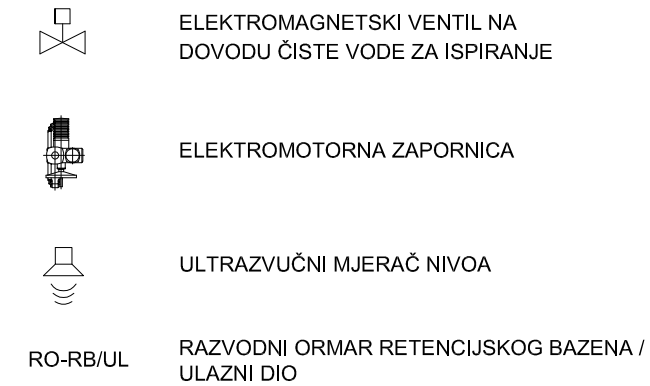 ELEKTROMAGNETSKI VENTIL NA
DOVODU ČISTE VODE ZA ISPIRANJE
ELEKTROMOTORNA ZAPORNICA
ULTRAZVUČNI MJERAČ NIVOA
RO-RB/UL
RAZVODNI ORMAR RETENCIJSKOG BAZENA /
ULAZNI DIO